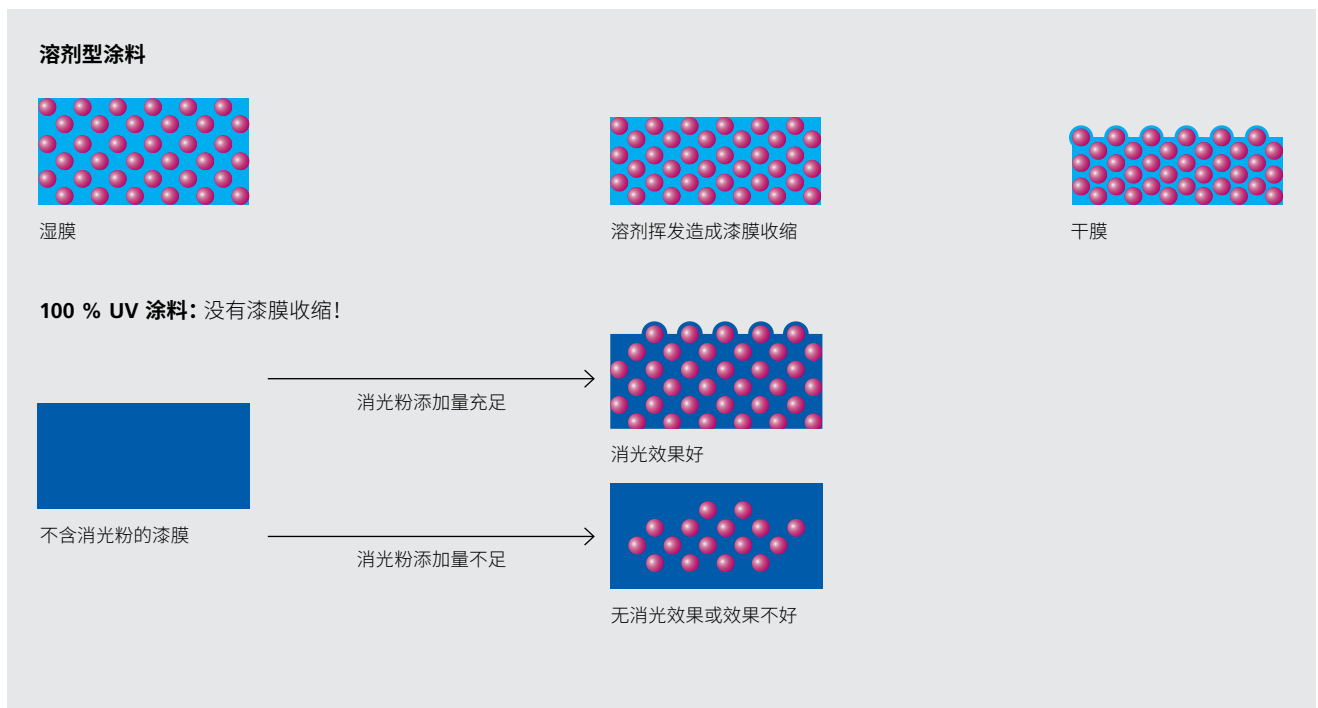 溶剂型涂料
湿膜
溶剂挥发造成漆膜收缩
干膜
100 % UV 涂料：没有漆膜收缩！
消光粉添加量充足
消光效果好
不含消光粉的漆膜
消光粉添加量不足
无消光效果或效果不好